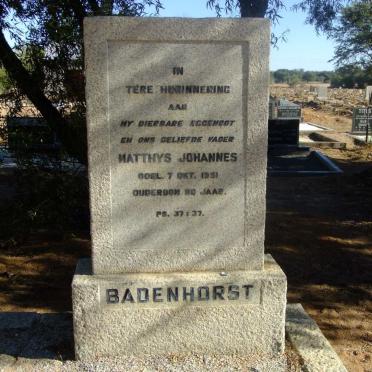 IN
TERE HERINNERING
AAN
MY DIERBARE EGGENOOT
EN ONS GELIEFDE VADER
MATTHYS JOHANNES
OORL. 7 OKT. 1951
OUDERDOM 80 JAAR.
PS. 37:37.
BADENHORST